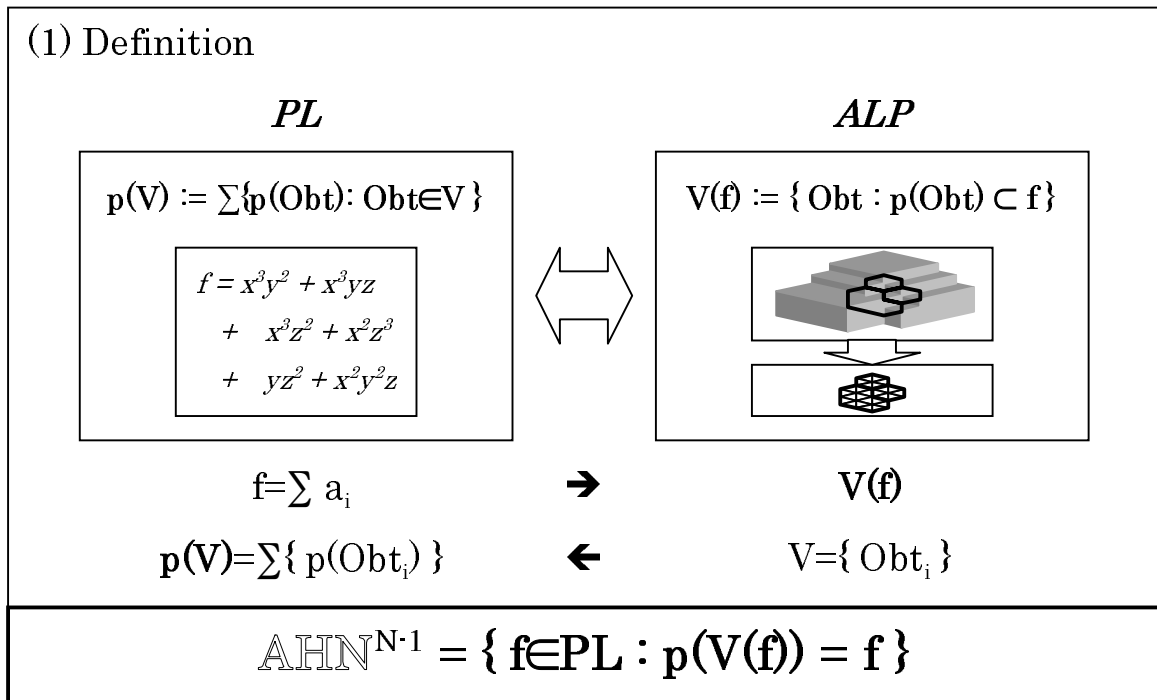 (1) Definition
PL
ALP
p(V) := ∑{p(Obt): Obt∈V }
V(f) := { Obt : p(Obt) ⊂ f }
f = x³y² + x³yz
+ x³z² + x²z³
+ yz² + x²y²z
f=∑ aᵢ ➔ V(f)
p(V)=∑{ p(Obtᵢ) } ← V={ Obtᵢ }
AHN^N-1 = { f∈PL : p(V(f)) = f }